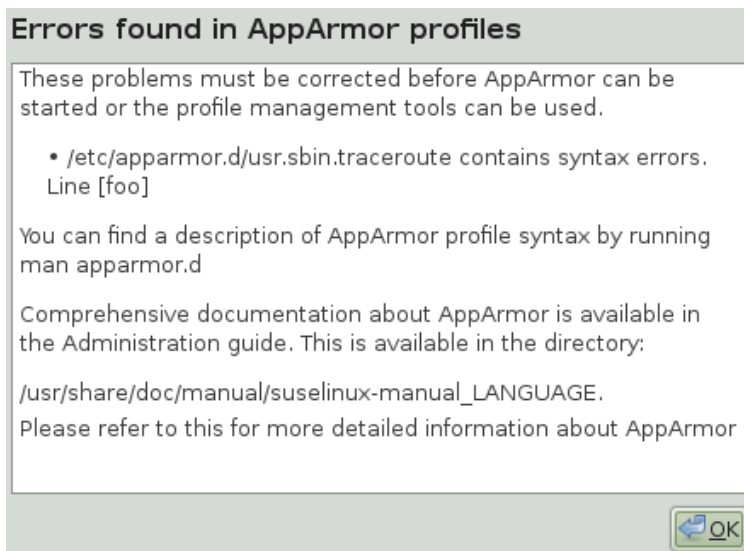 Errors found in AppArmor profiles
These problems must be corrected before AppArmor can be
started or the profile management tools can be used.
• /etc/apparmor.d/usr.sbin.traceroute contains syntax errors.
Line [foo]
You can find a description of AppArmor profile syntax by running
man apparmor.d
Comprehensive documentation about AppArmor is available in
the Administration guide. This is available in the directory:
/usr/share/doc/manual/suselinux-manual_LANGUAGE.
Please refer to this for more detailed information about AppArmor
OK